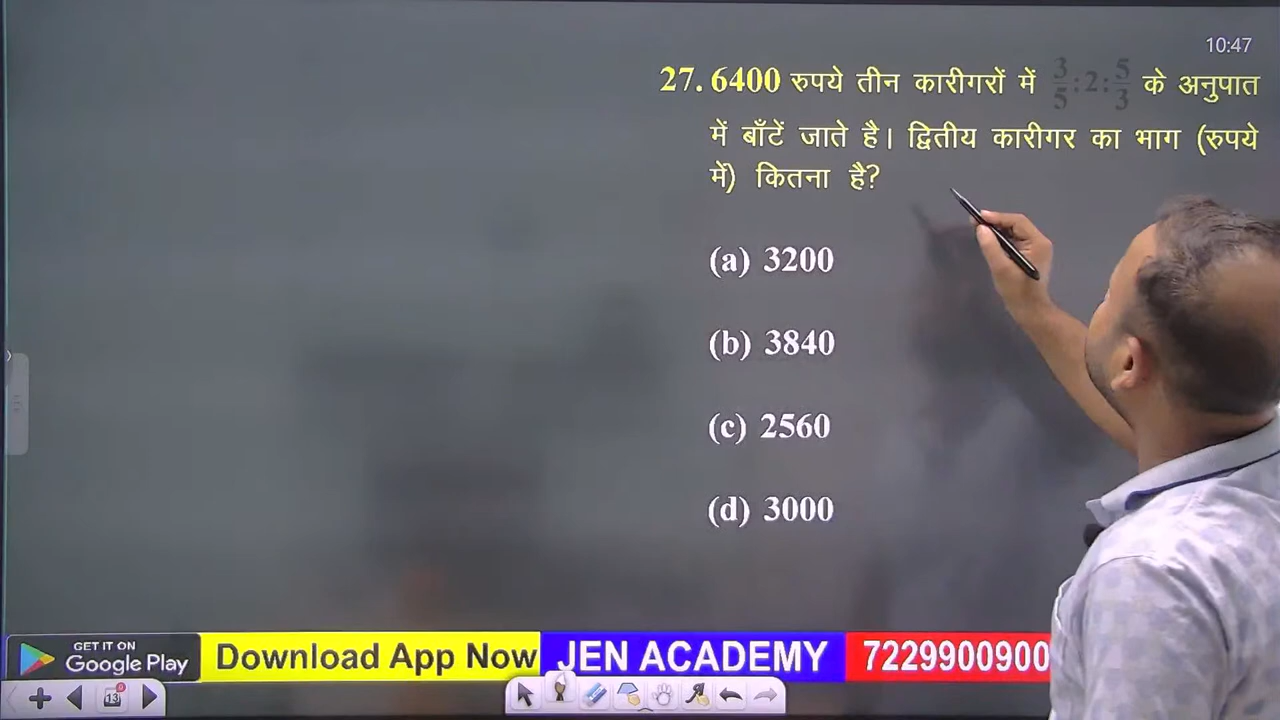 10:47
27. 6400 रुपये तीन कारीगरों में 3/5 : 2 : 5/3 के अनुपात
में बाँटें जाते है। द्वितीय कारीगर का भाग (रुपये
में) कितना है?
(a) 3200
(b) 3840
(c) 2560
(d) 3000
GET IT ON
Google Play
Download App Now
JEN ACADEMY
7229900900
13